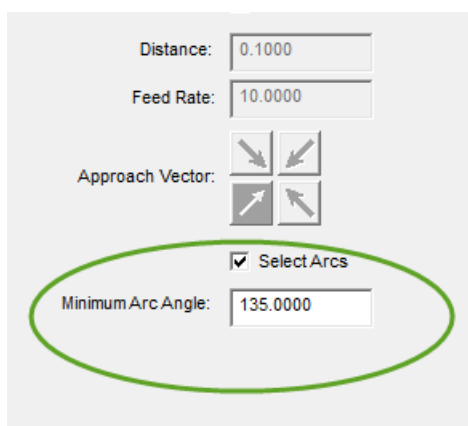 Distance: 0.1000
Feed Rate: 10.0000
Approach Vector:
Select Arcs
Minimum Arc Angle: 135.0000